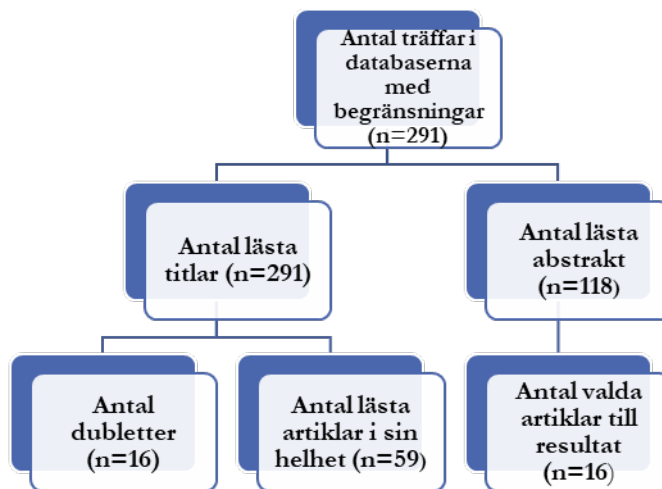 Antal träffar i
databaserna
med
begränsningar
(n=291)
Antal lästa
titlar (n=291)
Antal lästa
abstrakt
(n=118)
Antal
dubletter
(n=16)
Antal lästa
artiklar i sin
helhet (n=59)
Antal valda
artiklar till
resultat
(n=16)